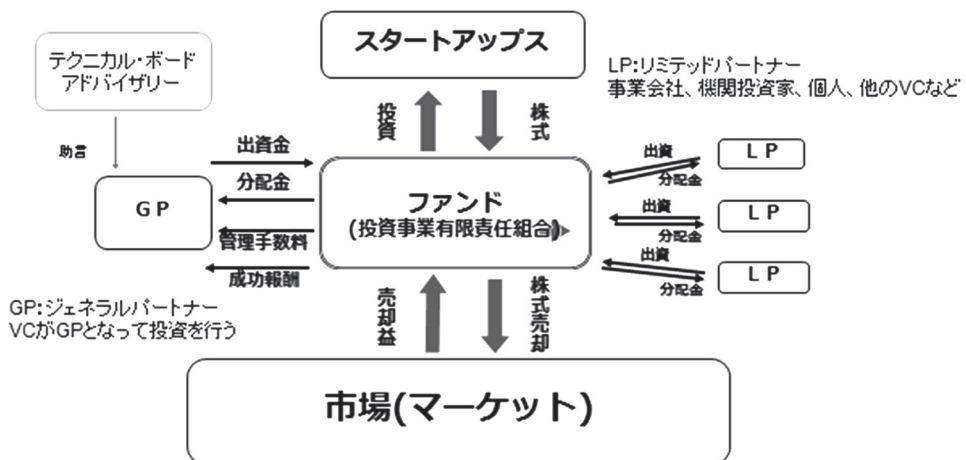 スタートアップス
テクニカル・ボード
アドバイザリー
LP:リミテッドパートナー
事業会社、機関投資家、個人、他のVCなど
投資
株式
助言
出資金
分配金
管理手数料
成功報酬
GP
ファンド
(投資事業有限責任組合)
出資
分配金
LP
出資
分配金
LP
出資
分配金
LP
GP:ジェネラルパートナー
VCがGPとなって投資を行う
売却益
株式売却
市場(マーケット)